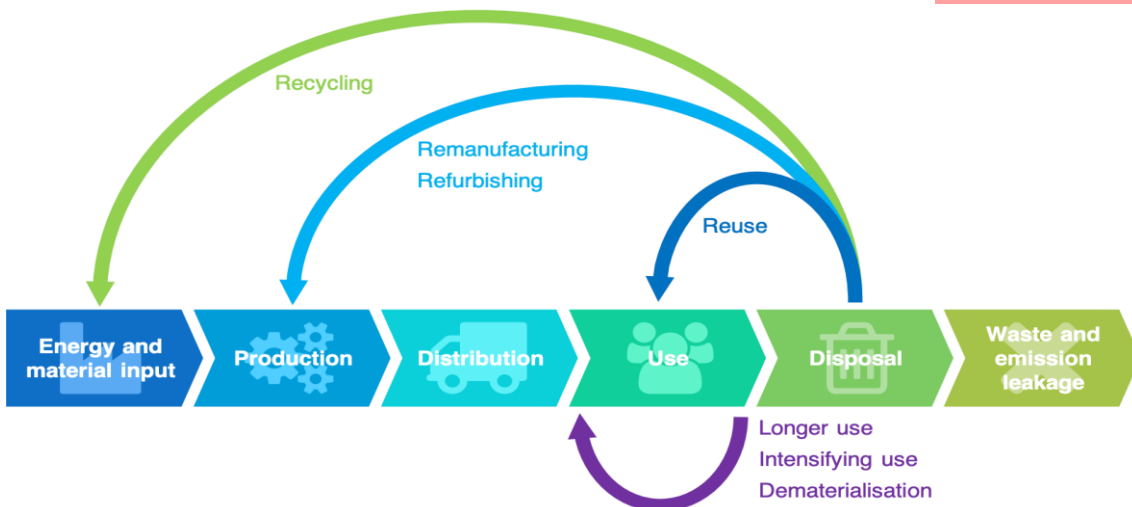 Recycling
Remanufacturing
Refurbishing
Reuse
Energy and
material input
Production
Distribution
Use
Disposal
Waste and
emission
leakage
Longer use
Intensifying use
Dematerialisation